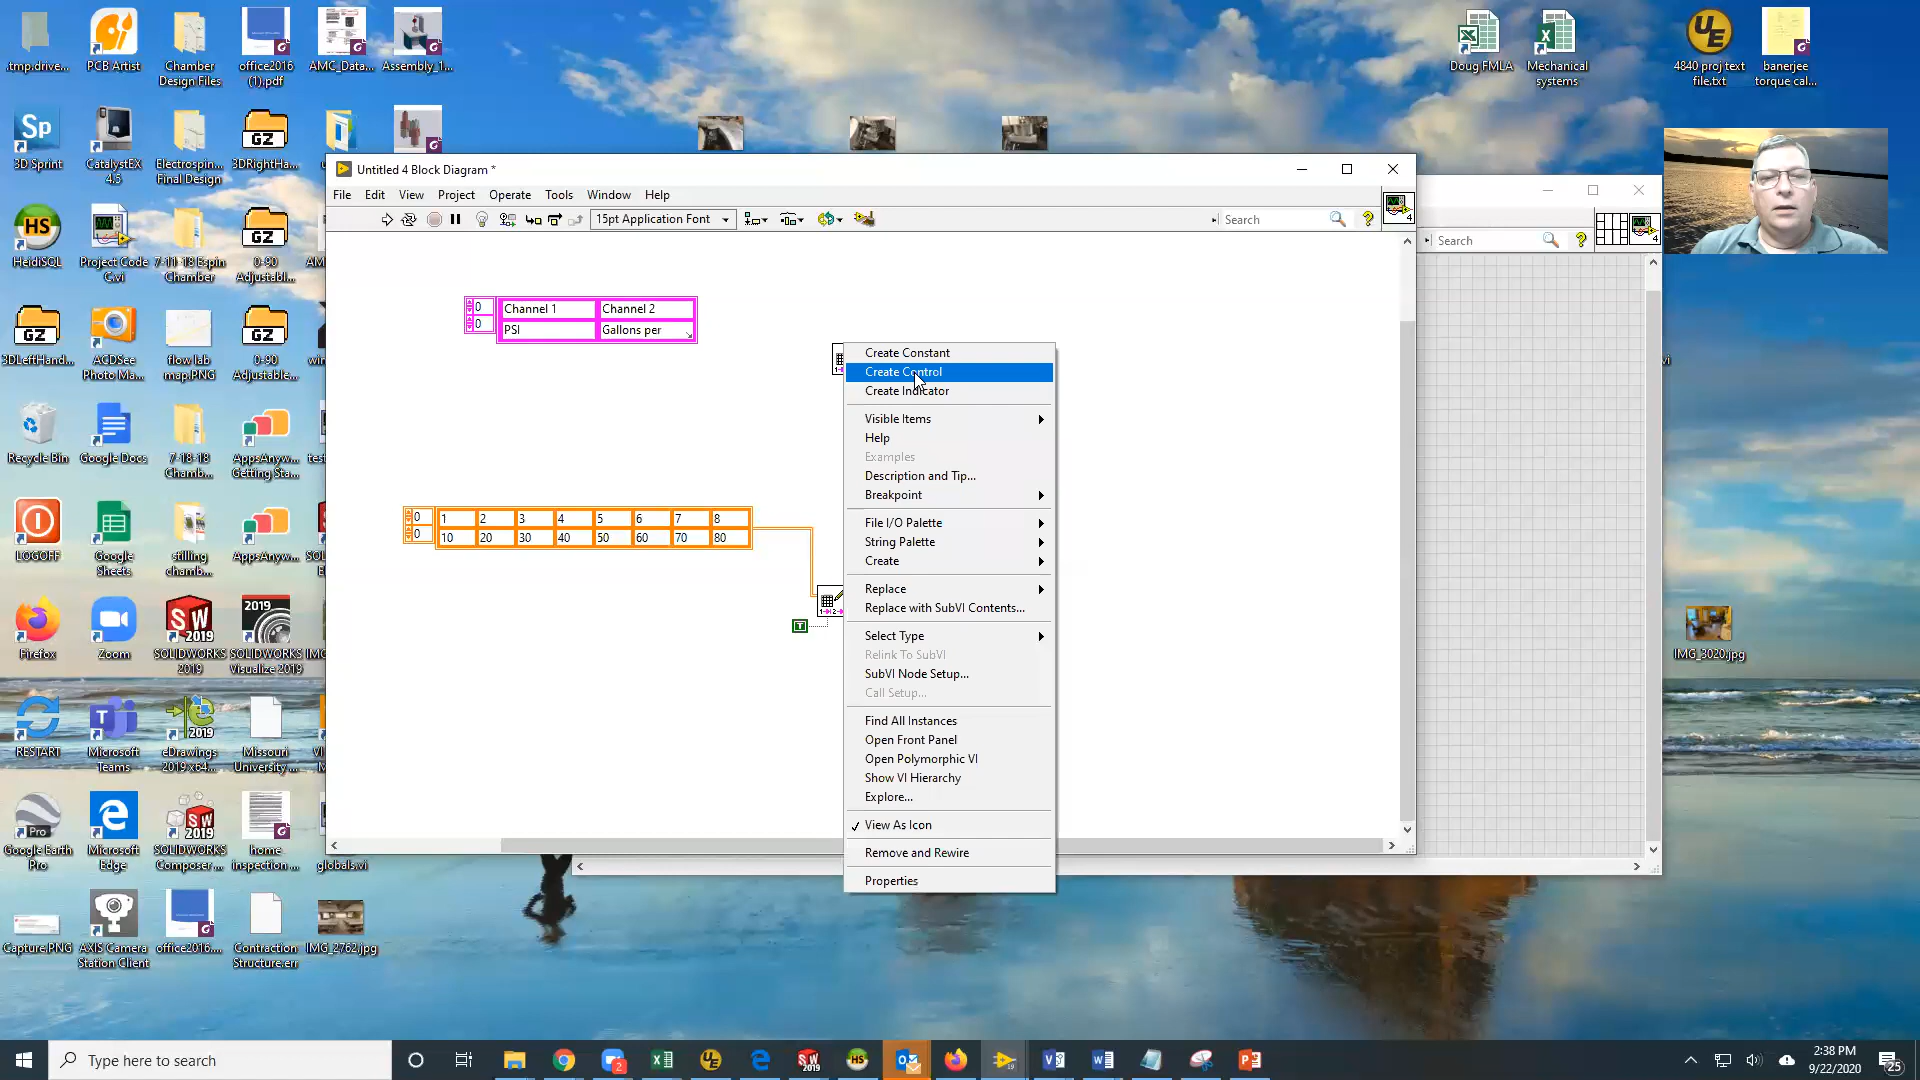 .tmp.drive...
PCB Artist
Chamber
Design Files
office2016
(1).pdf
AMC_Data...
Assembly_1...
Doug FMLA
Mechanical
systems
4840 proj text
file.txt
banerjee
torque cal...
3D Sprint
CatalystEX
4.5
Electrospin...
Final Design
3DRightHa...
HeidiSQL
Project Code
C.vi
7-11-18 Espin
Chamber
0-90
Adjustabl...
3DLeftHand...
ACDSee
Photo Ma...
flow lab
map.PNG
0-90
Adjustable...
Recycle Bin
Google Docs
7-18-18
Chamb...
AppsAnyw...
Getting Sta...
LOGOFF
Google
Sheets
stilling
chamb...
AppsAnyw...
Firefox
Zoom
SOLIDWORKS
2019
SOLIDWORKS
Visualize 2019
RESTART
Microsoft
Teams
eDrawings
2019 x64...
Missouri
University ...
Google Earth
Pro
Microsoft
Edge
SOLIDWORKS
Composer ...
home
inspection ...
globals.vi
Capture.PNG
AXIS Camera
Station Client
office2016....
Contraction
Structure.err
IMG_2762.jpg
IMG_3020.jpg
Untitled 4 Block Diagram *
File Edit View Project Operate Tools Window Help
15pt Application Font
Search
Search
0
0
Channel 1
Channel 2
PSI
Gallons per
0
0
1 2 3 4 5 6 7 8
10 20 30 40 50 60 70 80
T
Create Constant
Create Control
Create Indicator
Visible Items
Help
Examples
Description and Tip...
Breakpoint
File I/O Palette
String Palette
Create
Replace
Replace with SubVI Contents...
Select Type
Relink To SubVI
SubVI Node Setup...
Call Setup...
Find All Instances
Open Front Panel
Open Polymorphic VI
Show VI Hierarchy
Explore...
View As Icon
Remove and Rewire
Properties
Type here to search
2:38 PM
9/22/2020
25